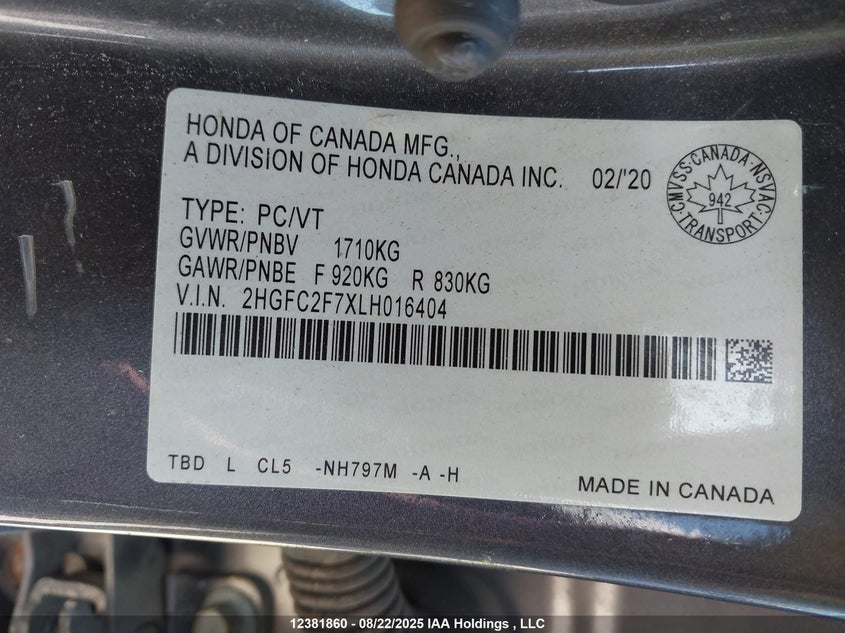 HONDA OF CANADA MFG.,
A DIVISION OF HONDA CANADA INC. 02/'20
CMVSS·CANADA·NSVAC·TRANSPORT·
942
TYPE: PC/VT
GVWR/PNBV 1710KG
GAWR/PNBE F 920KG R 830KG
V.I.N. 2HGFC2F7XLH016404
TBD L CL5 -NH797M -A -H
MADE IN CANADA
12381860 - 08/22/2025 IAA Holdings , LLC